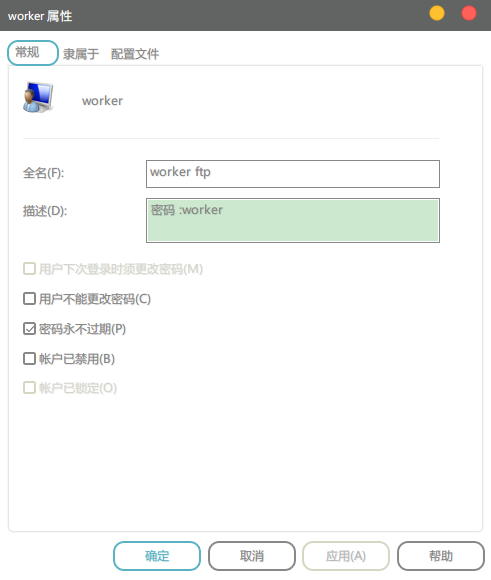 worker 属性
常规 隶属于 配置文件
worker
全名(F): worker ftp
描述(D): 密码 :worker
用户下次登录时须更改密码(M)
用户不能更改密码(C)
密码永不过期(P)
帐户已禁用(B)
帐户已锁定(O)
确定 取消 应用(A) 帮助